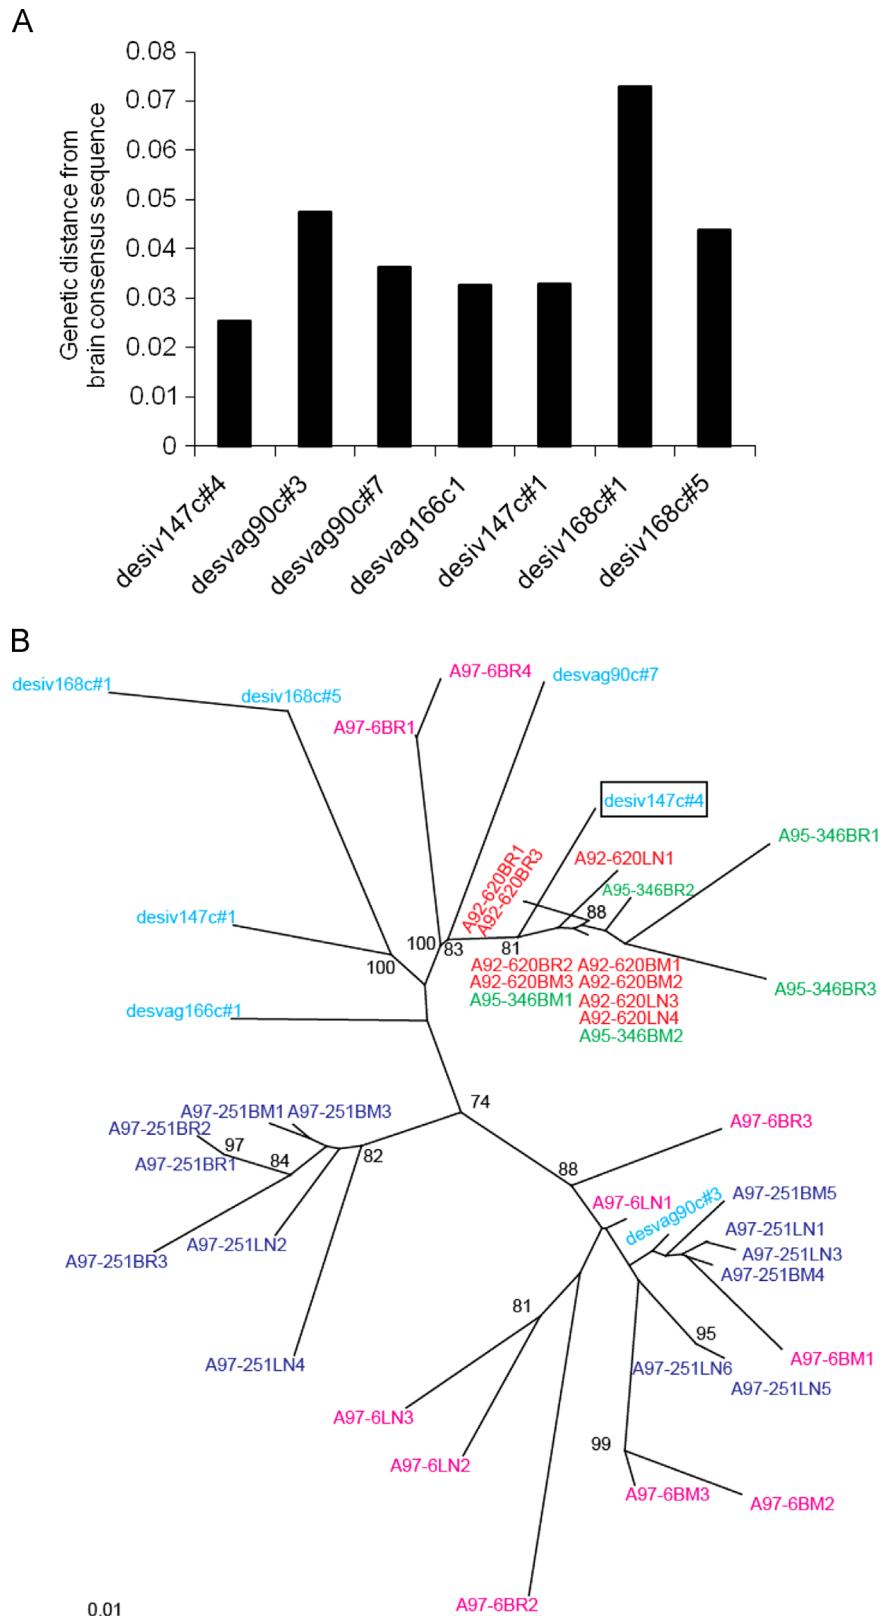 A
0.08
0.07
0.06
0.05
0.04
0.03
0.02
0.01
0
Genetic distance from
brain consensus sequence
desiv147c#4
desvag90c#3
desvag90c#7
desvag166c1
desiv147c#1
desiv168c#1
desiv168c#5
B
A97-6BR4
desvag90c#7
desiv168c#1
desiv168c#5
A97-6BR1
desiv147c#4
A95-346BR1
A92-620BR1
A92-620BR3
A92-620LN1
A95-346BR2
88
desiv147c#1
100
83
81
100
A92-620BR2
A92-620BM1
A92-620BM3
A92-620BM2
A95-346BM1
A92-620LN3
A92-620LN4
A95-346BM2
A95-346BR3
desvag166c#1
74
A97-251BM1
A97-251BM3
A97-251BR2
97
A97-251BR1
84
82
A97-6BR3
88
A97-6LN1
desvag90c#3
A97-251BM5
A97-251LN1
A97-251LN3
A97-251BM4
A97-251LN2
A97-251BR3
81
95
A97-6BM1
A97-251LN4
A97-251LN6
A97-251LN5
A97-6LN3
99
A97-6LN2
A97-6BM3
A97-6BM2
A97-6BR2
0.01